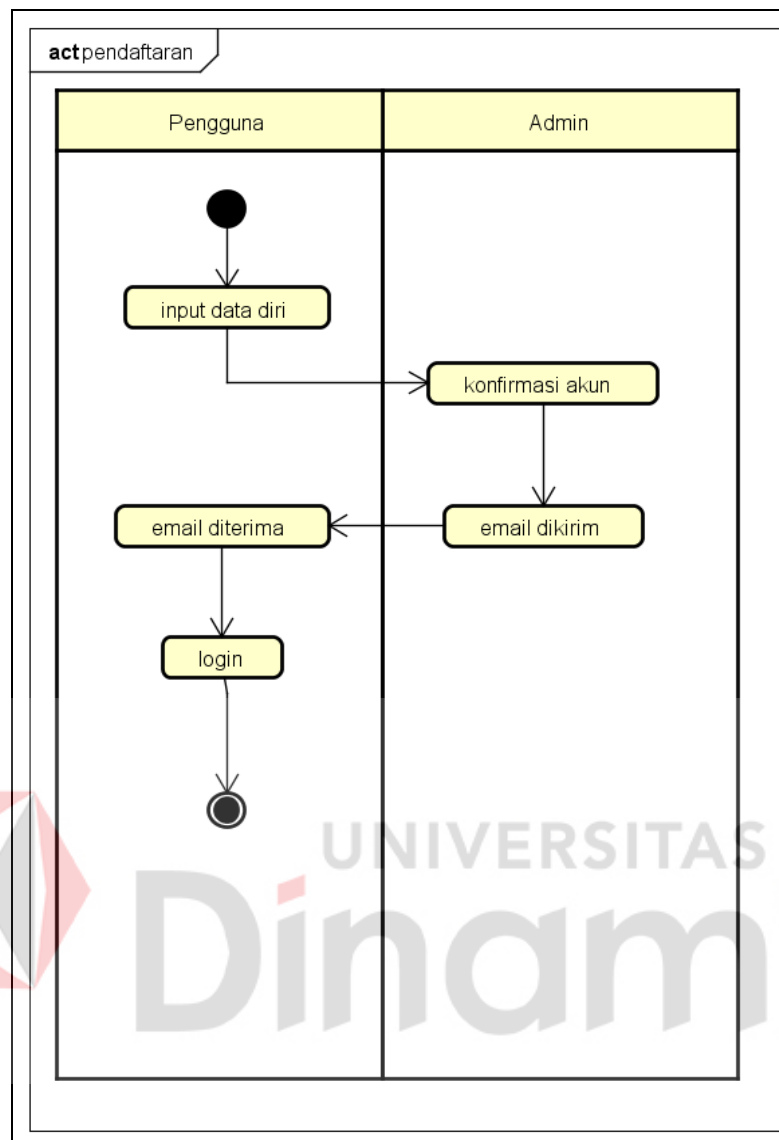 act pendaftaran
Pengguna
Admin
input data diri
konfirmasi akun
email diterima
email dikirim
login
UNIVERSITAS
Dinam